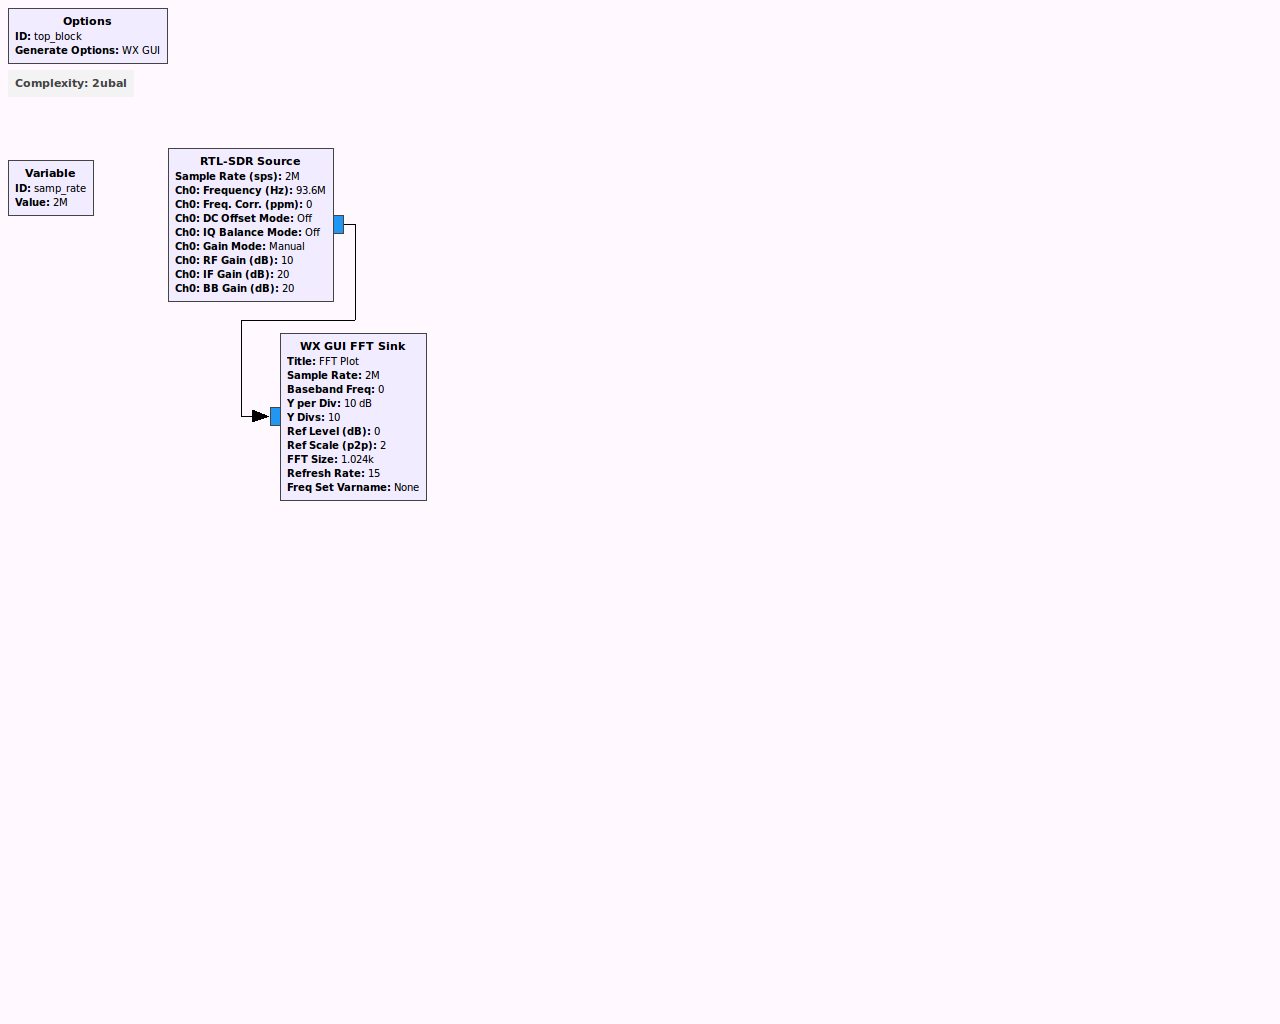 Options
ID: top_block
Generate Options: WX GUI
Complexity: 2ubal
Variable
ID: samp_rate
Value: 2M
RTL-SDR Source
Sample Rate (sps): 2M
Ch0: Frequency (Hz): 93.6M
Ch0: Freq. Corr. (ppm): 0
Ch0: DC Offset Mode: Off
Ch0: IQ Balance Mode: Off
Ch0: Gain Mode: Manual
Ch0: RF Gain (dB): 10
Ch0: IF Gain (dB): 20
Ch0: BB Gain (dB): 20
WX GUI FFT Sink
Title: FFT Plot
Sample Rate: 2M
Baseband Freq: 0
Y per Div: 10 dB
Y Divs: 10
Ref Level (dB): 0
Ref Scale (p2p): 2
FFT Size: 1.024k
Refresh Rate: 15
Freq Set Varname: None